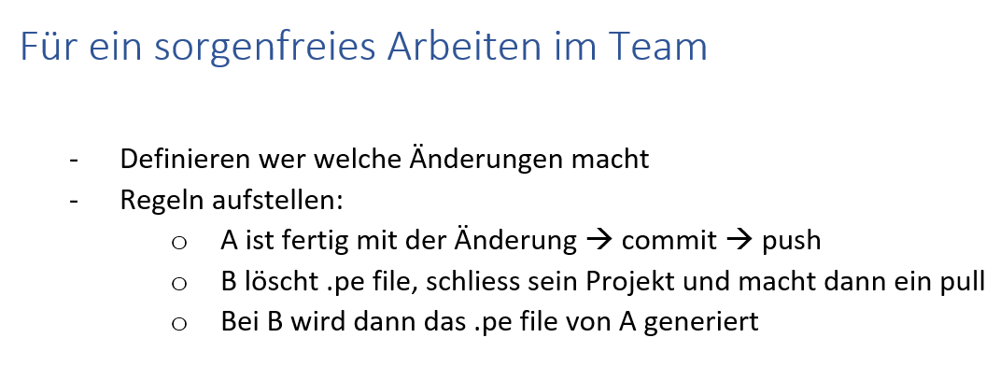 Für ein sorgenfreies Arbeiten im Team
- Definieren wer welche Änderungen macht
- Regeln aufstellen:
o A ist fertig mit der Änderung → commit → push
o B löscht .pe file, schliess sein Projekt und macht dann ein pull
o Bei B wird dann das .pe file von A generiert